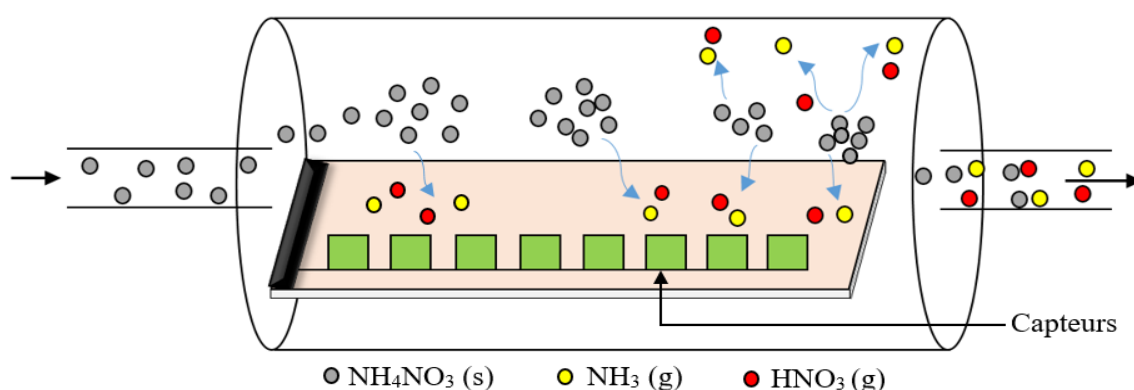 Capteurs
NH₄NO₃ (s) NH₃ (g) HNO₃ (g)